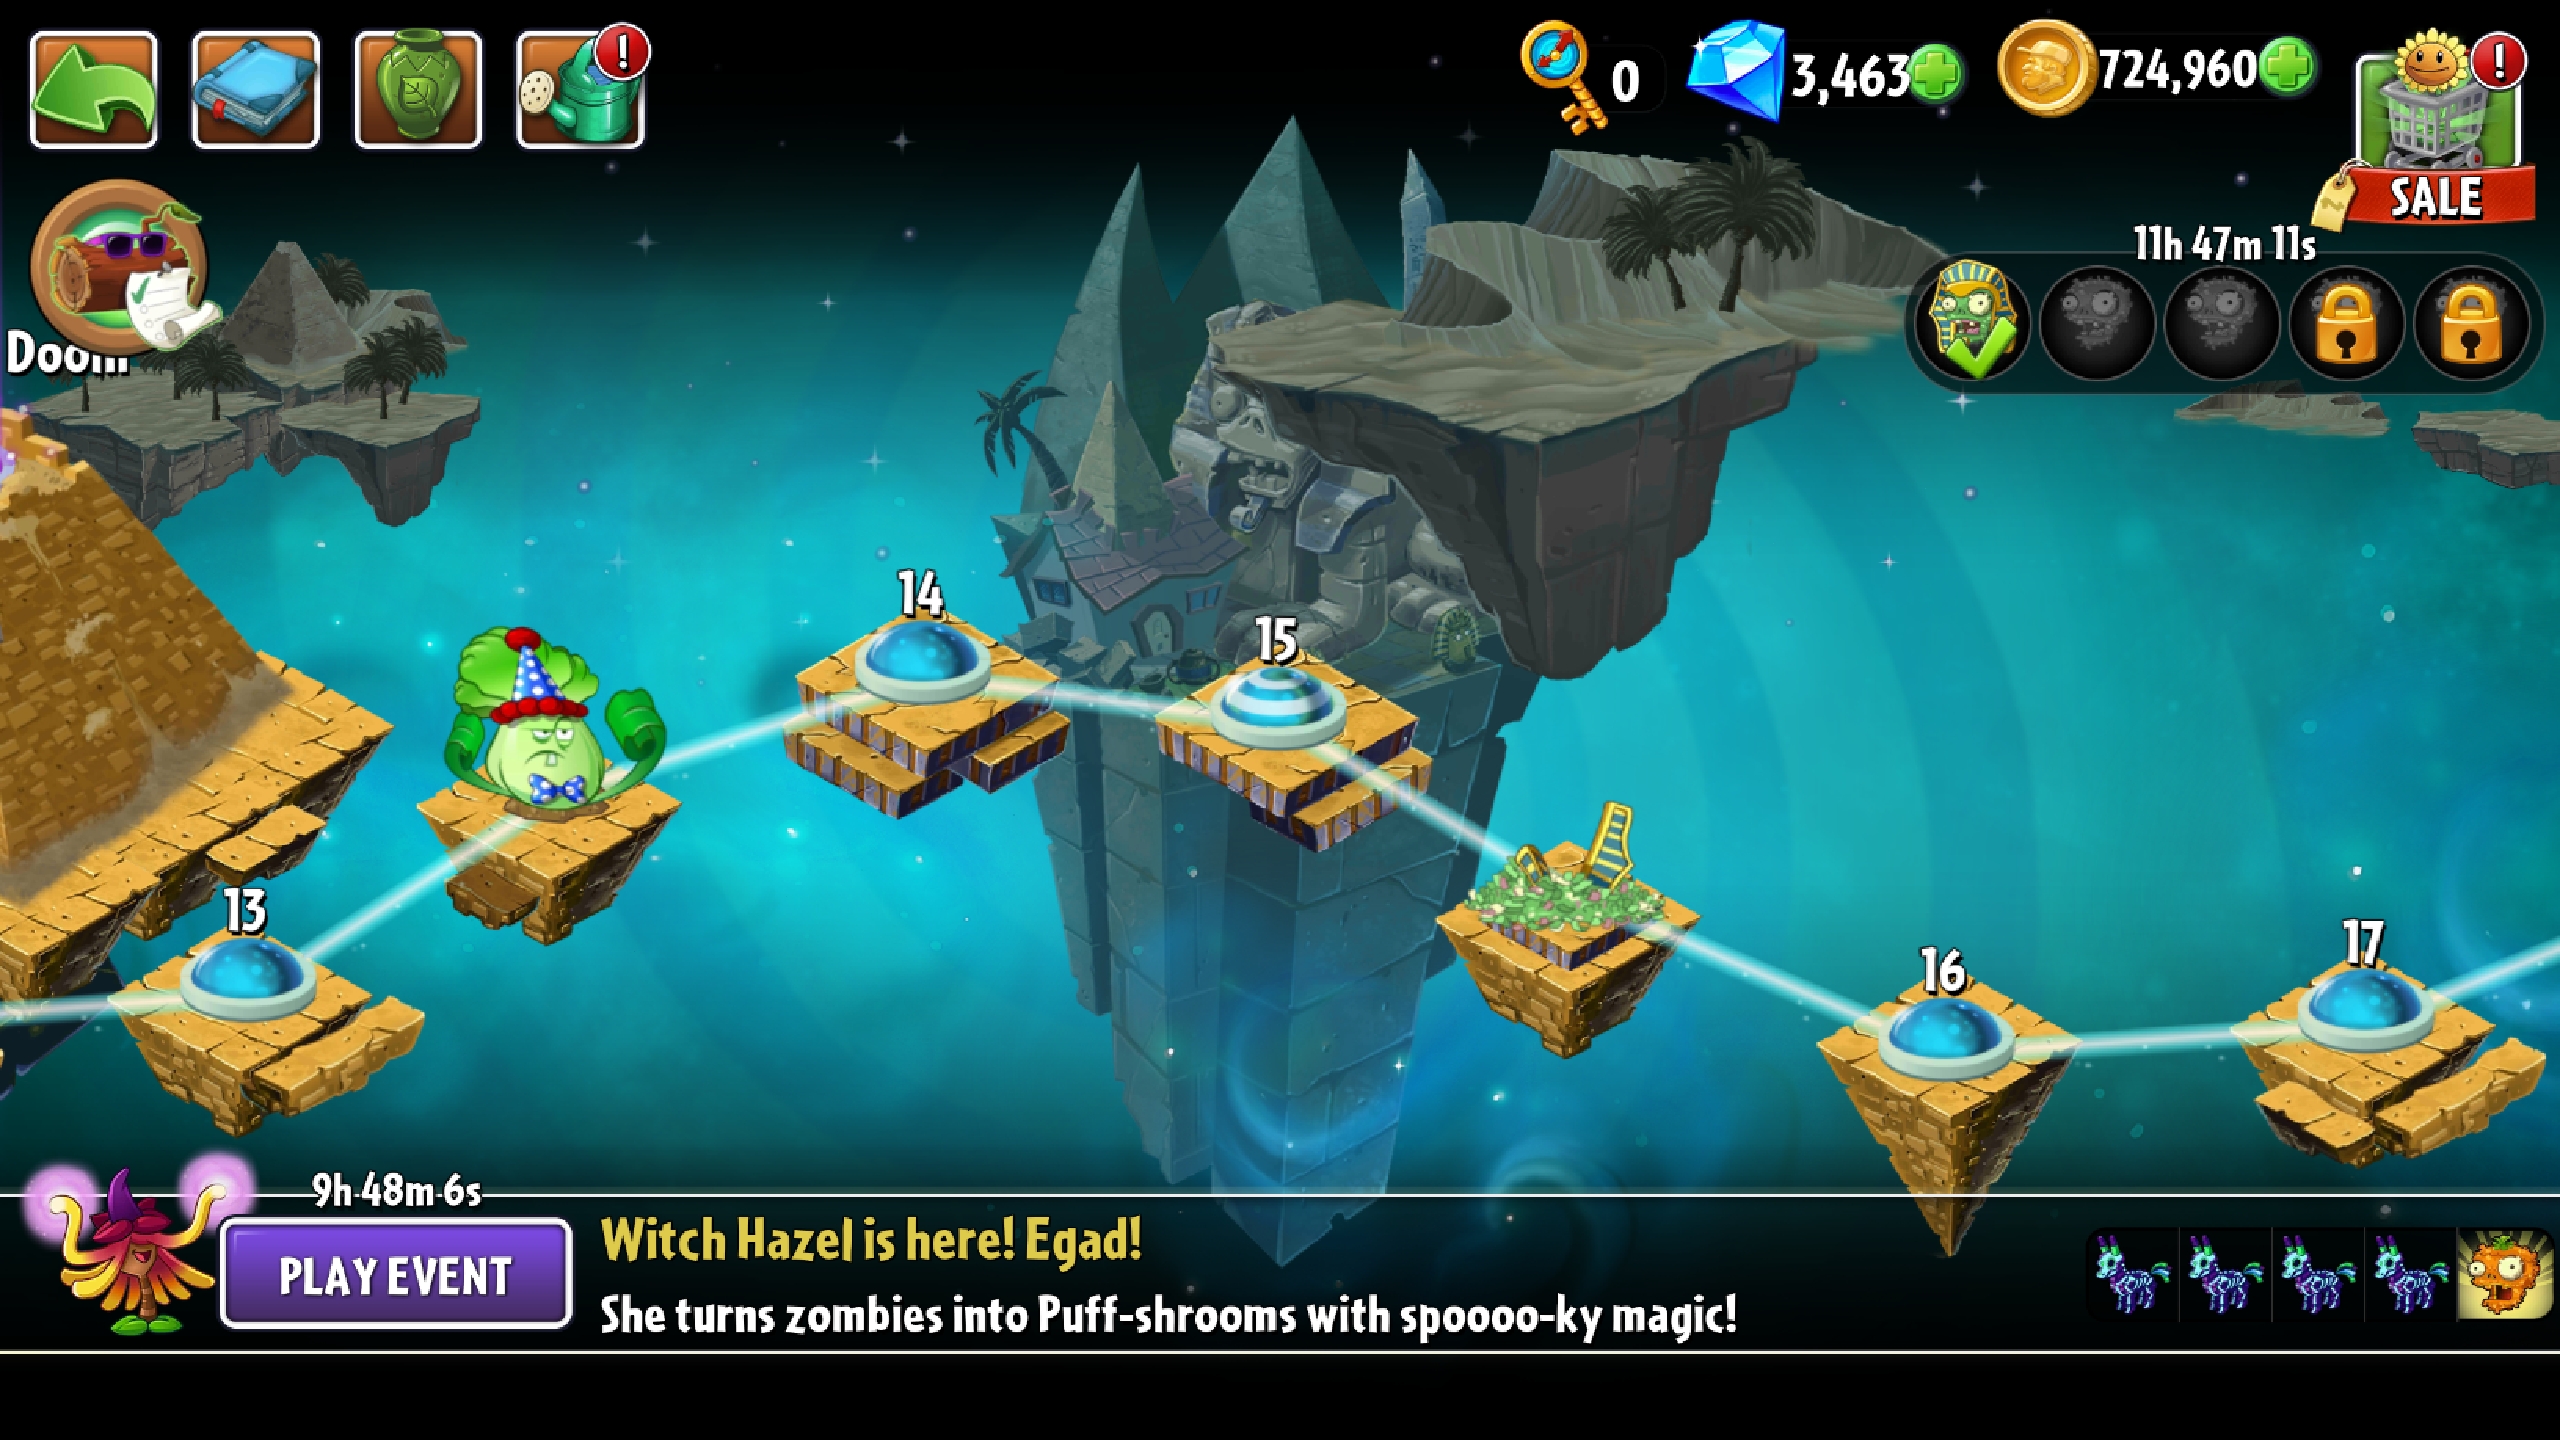 !
0
3,463
724,960
!
SALE
11h 47m 11s
Doom
14
15
13
16
17
9h 48m 6s
PLAY EVENT
Witch Hazel is here! Egad!
She turns zombies into Puff-shrooms with spoooo-ky magic!